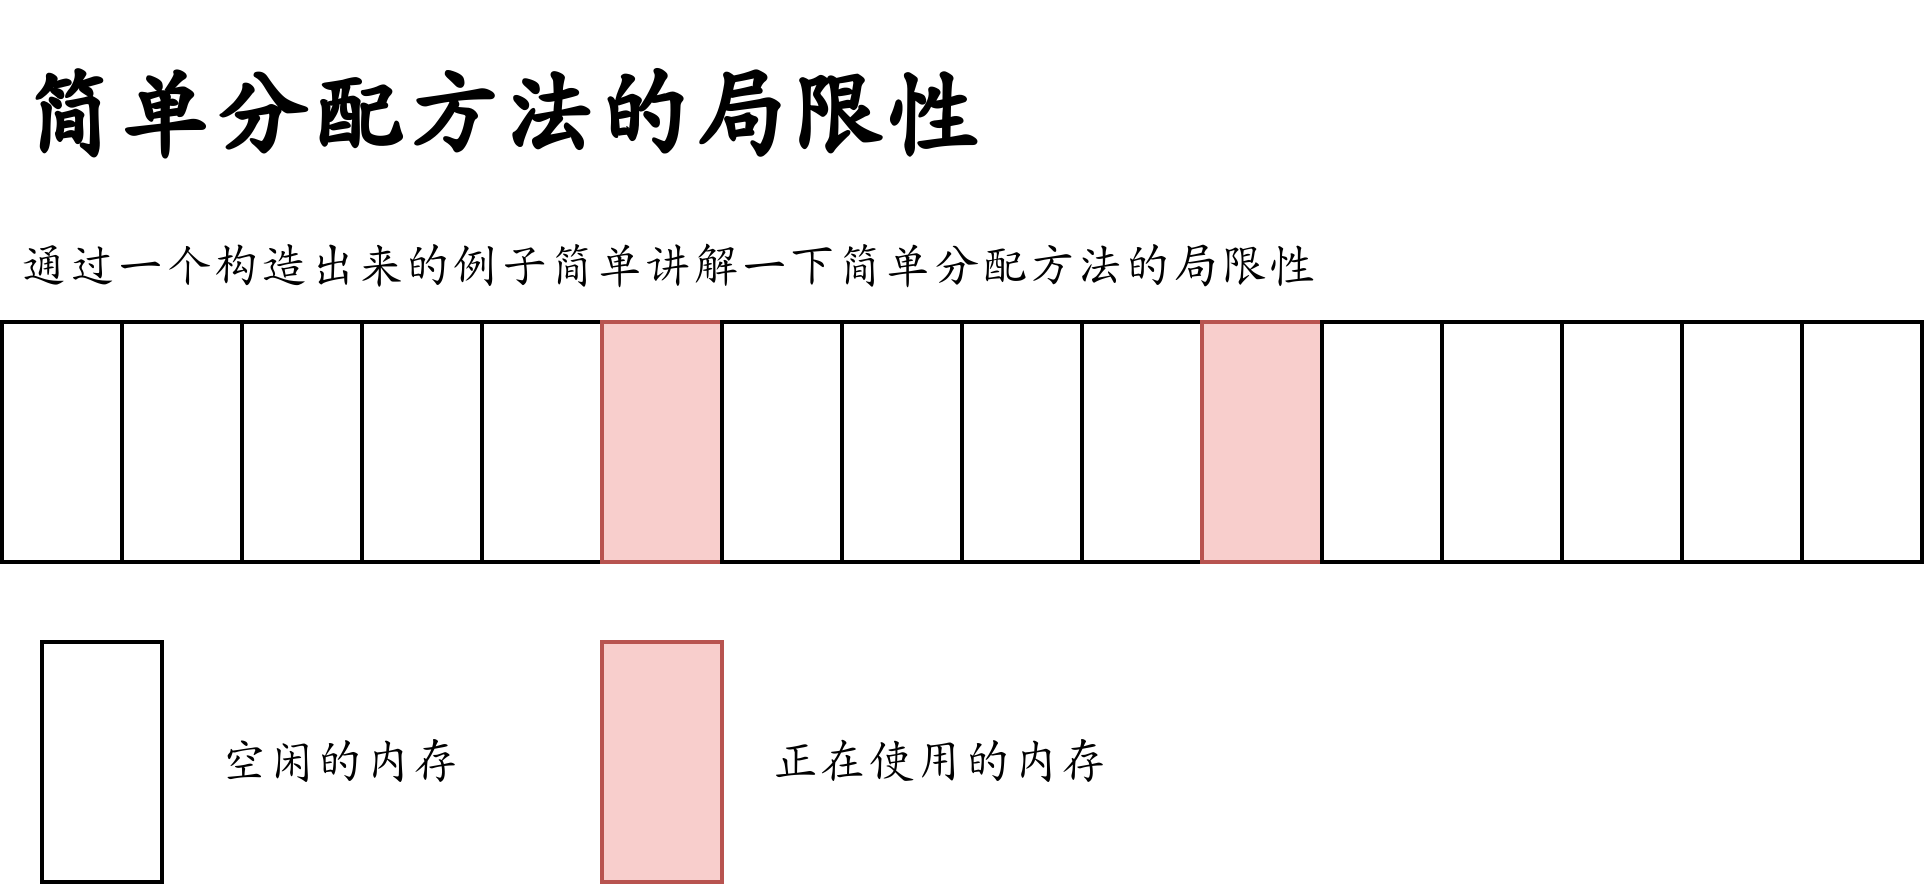 简单分配方法的局限性
通过一个构造出来的例子简单讲解一下简单分配方法的局限性
空闲的内存
正在使用的内存